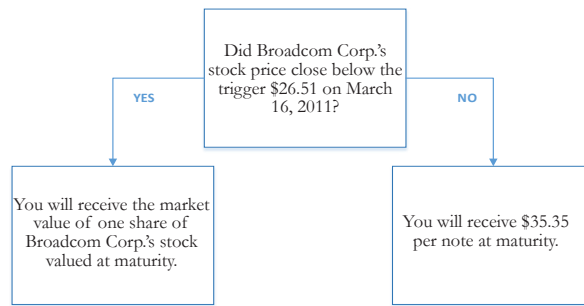 Did Broadcom Corp.'s
stock price close below the
trigger $26.51 on March
16, 2011?
YES
NO
You will receive the market
value of one share of
Broadcom Corp.'s stock
valued at maturity.
You will receive $35.35
per note at maturity.